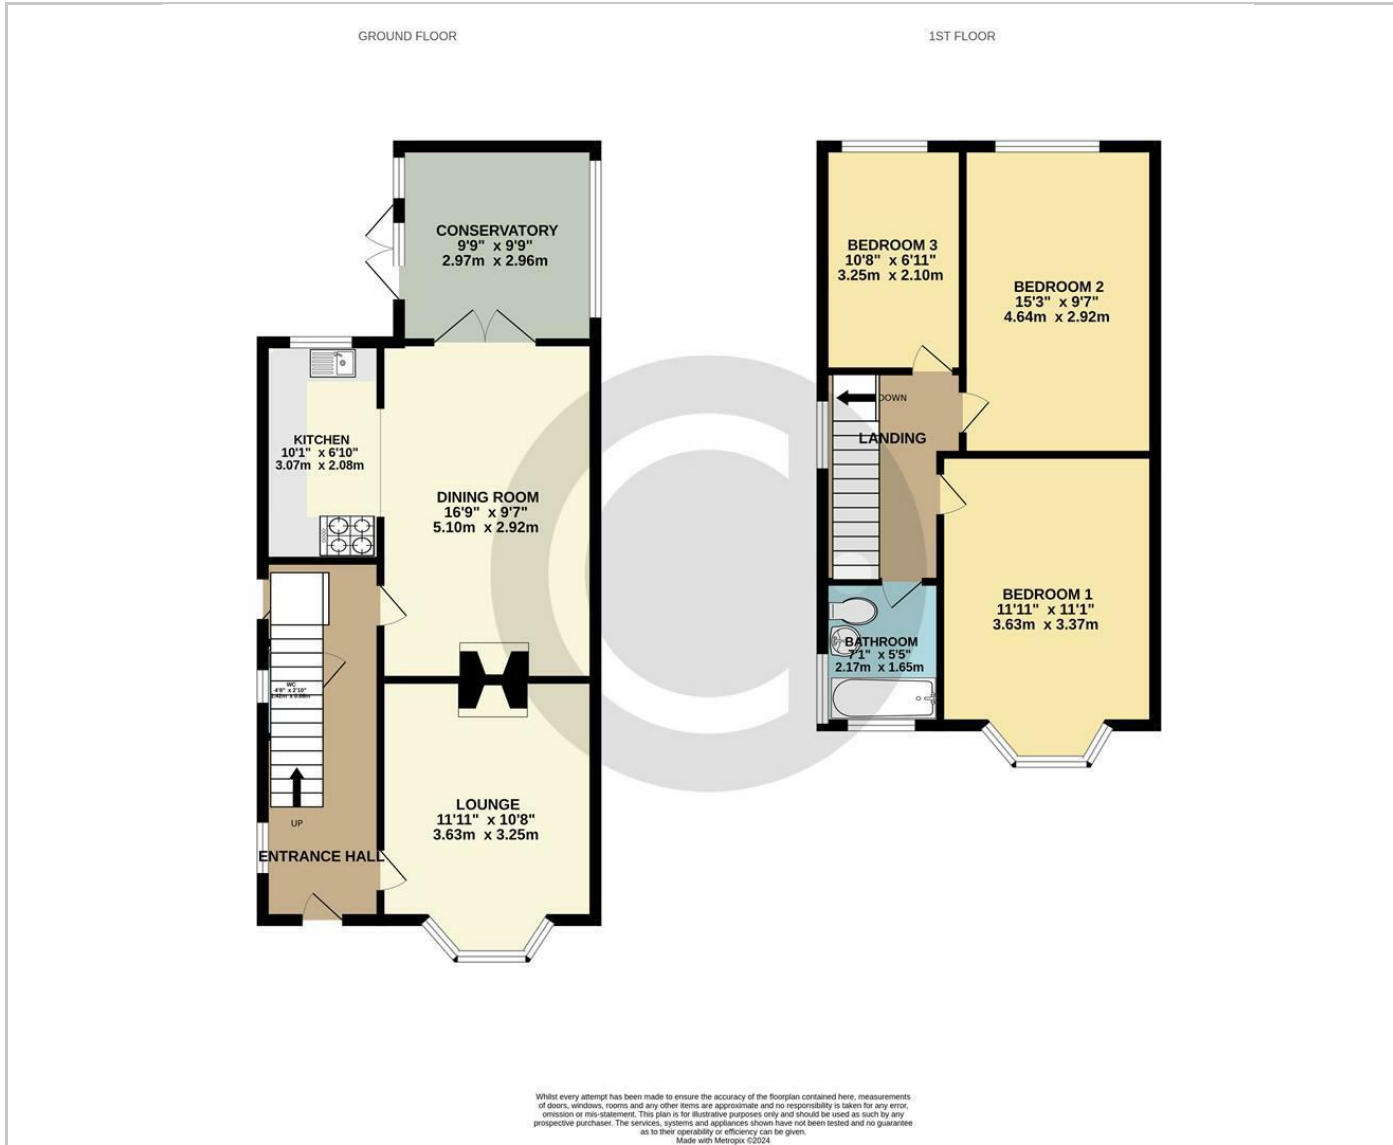 GROUND FLOOR
CONSERVATORY
9'9" x 9'9"
2.97m x 2.96m
KITCHEN
10'1" x 6'10"
3.07m x 2.08m
DINING ROOM
16'9" x 9'7"
5.10m x 2.92m
WC
UP
ENTRANCE HALL
LOUNGE
11'11" x 10'8"
3.63m x 3.25m
1ST FLOOR
BEDROOM 3
10'8" x 6'11"
3.25m x 2.10m
BEDROOM 2
15'3" x 9'7"
4.64m x 2.92m
DOWN
LANDING
BEDROOM 1
11'11" x 11'1"
3.63m x 3.37m
BATHROOM
7'1" x 5'5"
2.17m x 1.65m
Whilst every attempt has been made to ensure the accuracy of the floorplan contained here, measurements
of doors, windows, rooms and any other items are approximate and no responsibility is taken for any error,
omission or mis-statement. This plan is for illustrative purposes only and should be used as such by any
prospective purchaser. The services, systems and appliances shown have not been tested and no guarantee
as to their operability or efficiency can be given.
Made with Metropix ©2024